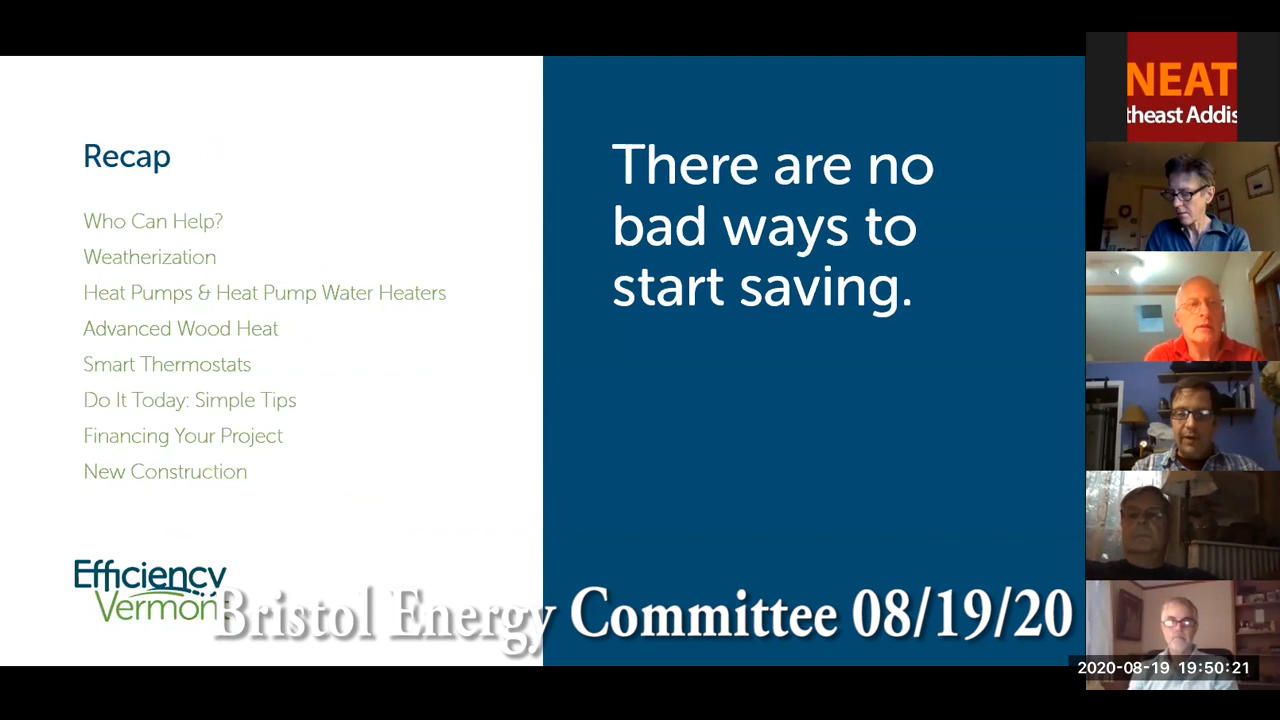 Recap
Who Can Help?
Weatherization
Heat Pumps & Heat Pump Water Heaters
Advanced Wood Heat
Smart Thermostats
Do It Today: Simple Tips
Financing Your Project
New Construction
Efficiency
Vermont
There are no
bad ways to
start saving.
Bristol Energy Committee 08/19/20
NEAT
theast Addis
2020-08-19 19:50:21